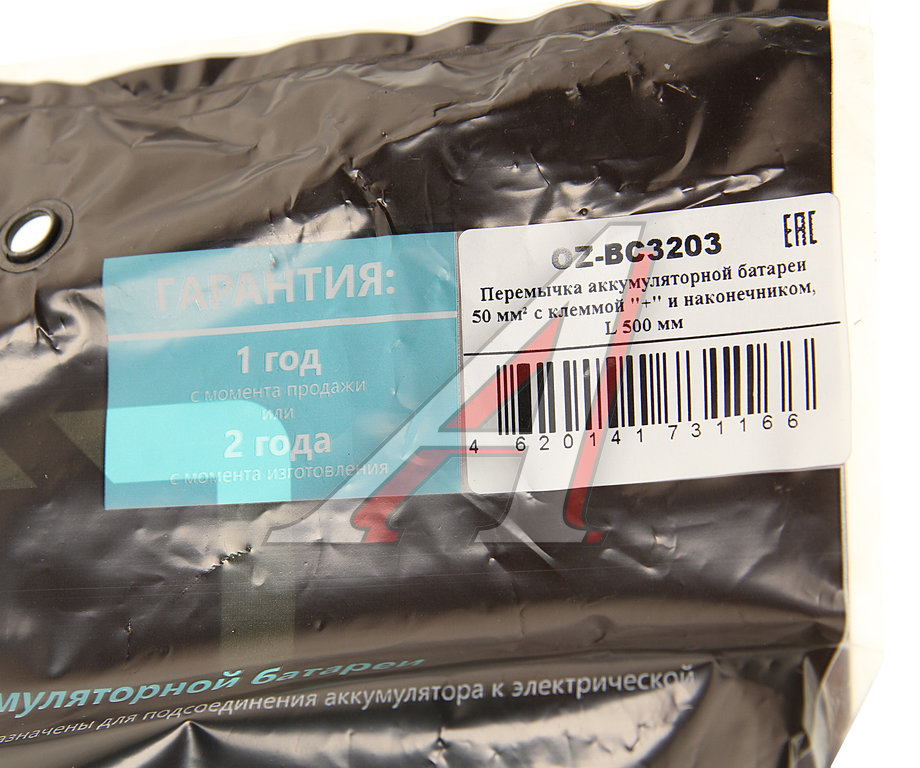 ГАРАНТИЯ:
1 год
с момента продажи
или
2 года
с момента изготовления
EAC
OZ-BC3203
Перемычка аккумуляторной батареи
50 мм² с клеммой "+" и наконечником,
L 500 мм
4 620141 731166
муляторной батареи
азначены для подсоединения аккумулятора к электрической